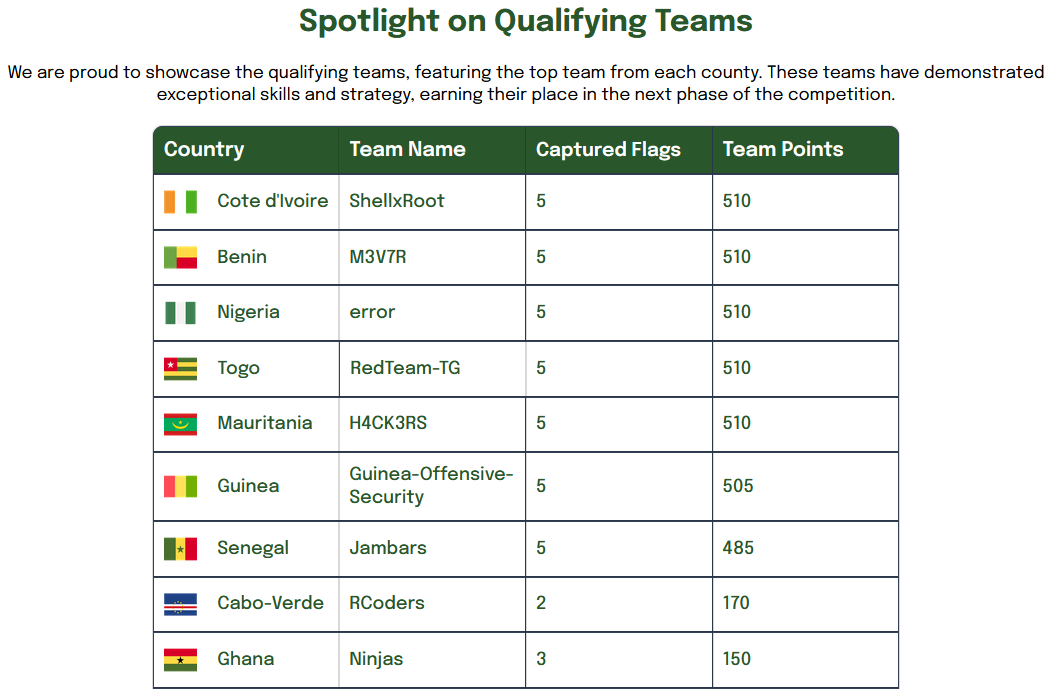 Spotlight on Qualifying Teams
We are proud to showcase the qualifying teams, featuring the top team from each county. These teams have demonstrated
exceptional skills and strategy, earning their place in the next phase of the competition.
Country Team Name Captured Flags Team Points
Cote d'Ivoire ShellxRoot 5 510
Benin M3V7R 5 510
Nigeria error 5 510
Togo RedTeam-TG 5 510
Mauritania H4CK3RS 5 510
Guinea Guinea-Offensive-
Security 5 505
Senegal Jambars 5 485
Cabo-Verde RCoders 2 170
Ghana Ninjas 3 150